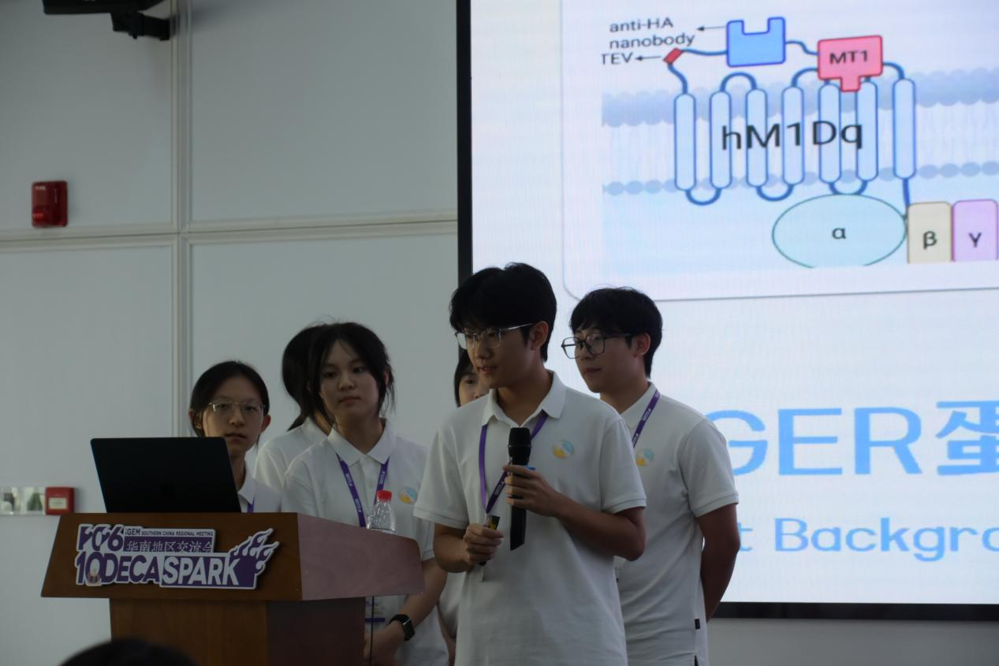 anti-HA
nanobody
TEV
MT1
hM1Dq
α
β
γ
GER蛋
t Backgro
iGEM SOUTHERN CHINA REGIONAL MEETING
华南地区交流会
10DECASPARK